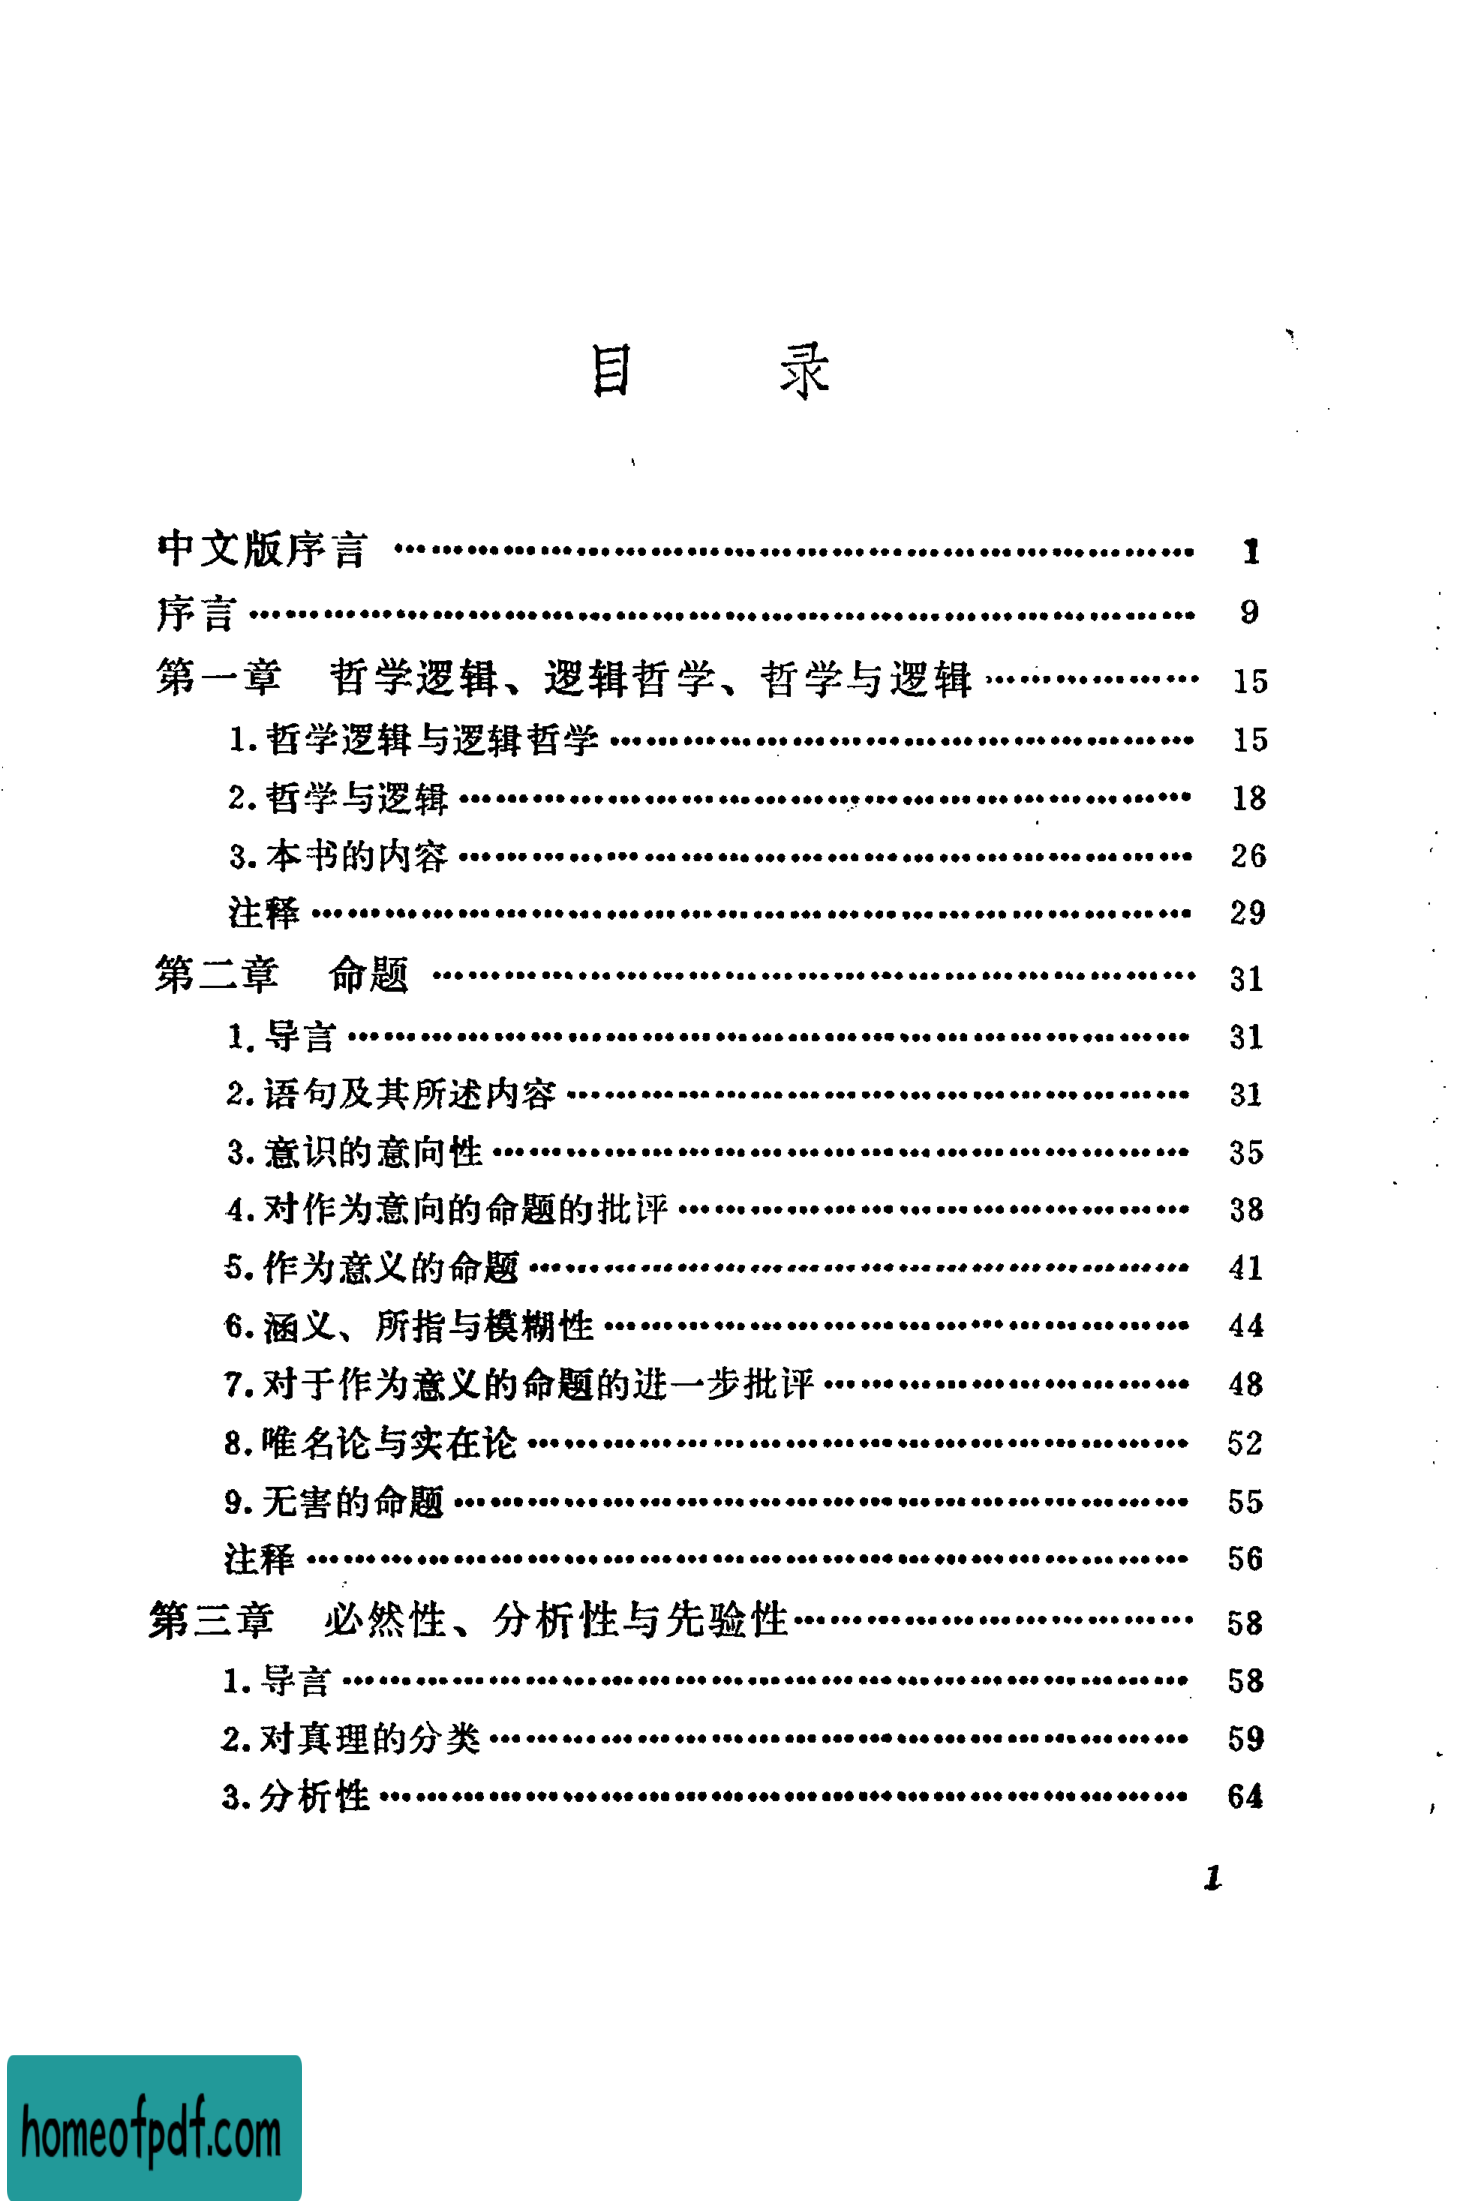 目 录
中文版序言 …………………………………………………… 1
序言 …………………………………………………… 9
第一章 哲学逻辑、逻辑哲学、哲学与逻辑 ……………… 15
1.哲学逻辑与逻辑哲学 ……………………………… 15
2.哲学与逻辑 ……………………………………… 18
3.本书的内容 ……………………………………… 26
注释 ……………………………………………… 29
第二章 命题 ……………………………………… 31
1.导言 ……………………………………………… 31
2.语句及其所述内容 ………………………………… 31
3.意识的意向性 ……………………………………… 35
4.对作为意向的命题的批评 …………………………… 38
5.作为意义的命题 …………………………………… 41
6.涵义、所指与模糊性 ………………………………… 44
7.对于作为意义的命题的进一步批评 …………………… 48
8.唯名论与实在论 …………………………………… 52
9.无害的命题 ……………………………………… 55
注释 ……………………………………………… 56
第三章 必然性、分析性与先验性 ……………………… 58
1.导言 ……………………………………………… 58
2.对真理的分类 ……………………………………… 59
3.分析性 …………………………………………… 64
1
homeofpdf.com